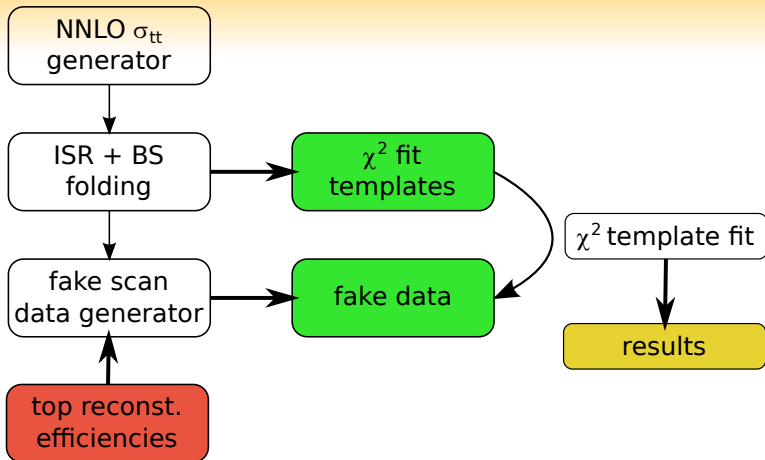 NNLO σtt
generator
ISR + BS
folding
χ² fit
templates
χ² template fit
fake scan
data generator
fake data
results
top reconst.
efficiencies